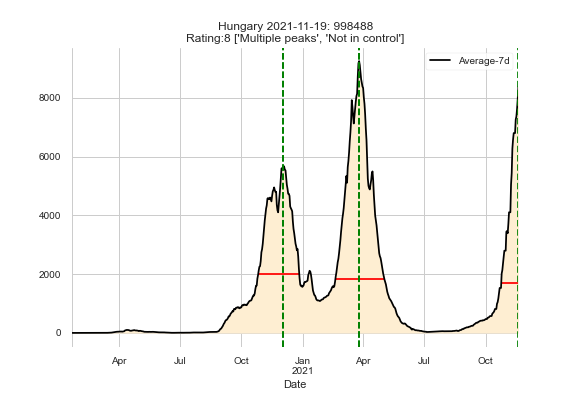 Hungary 2021-11-19: 998488
Rating:8 ['Multiple peaks', 'Not in control']
Average-7d
8000
6000
4000
2000
0
Apr
Jul
Oct
Jan
2021
Apr
Jul
Oct
Date